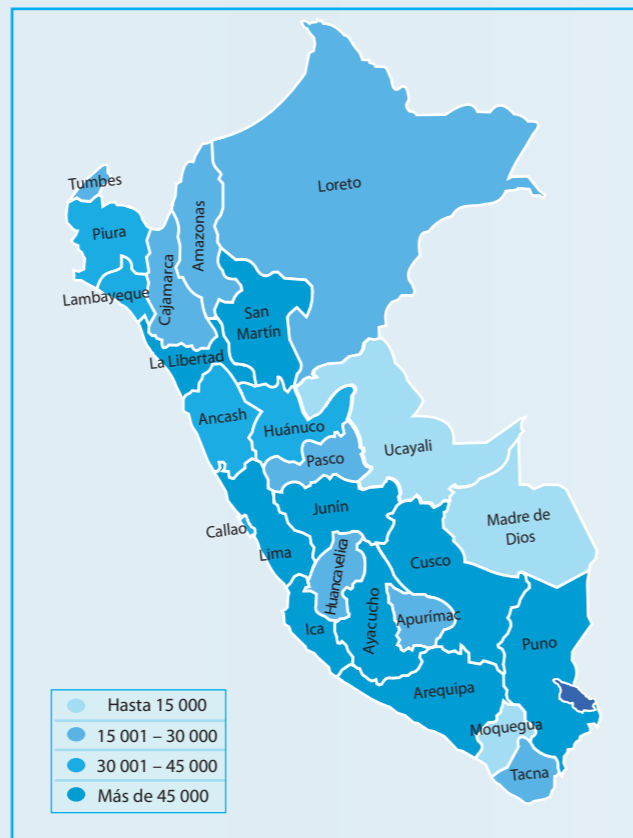 Tumbes
Loreto
Piura
Amazonas
Lambayeque
Cajamarca
San
Martín
La Libertad
Ancash
Huánuco
Pasco
Ucayali
Junín
Madre de
Dios
Callao
Lima
Cusco
Huancavelica
Ica
Ayacucho
Apurímac
Puno
Arequipa
Moquegua
Tacna
Hasta 15 000
15 001 – 30 000
30 001 – 45 000
Más de 45 000